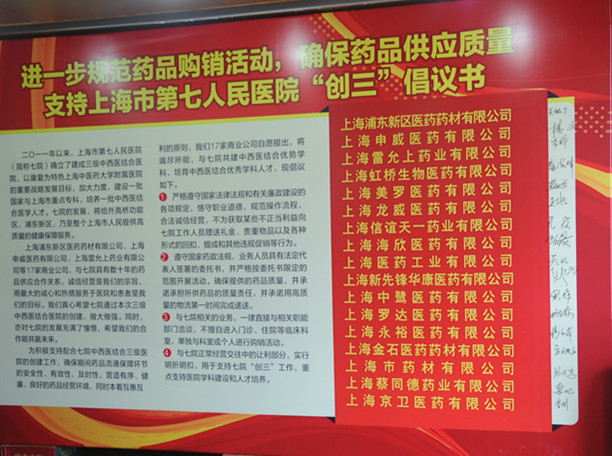 进一步规范药品购销活动，确保药品供应质量
支持上海市第七人民医院“创三”倡议书
二〇一一年以来，上海市第七人民医院
（简称七院）确立了建成三级中西医结合医
院，以康复为特色上海中医药大学附属医院
的重要战略发展目标，加大力度，建设一批
国家与上海市重点专科，培养一批中西医结
合医学人才。七院的发展，将给外高桥功能
区、浦东新区，乃至整个上海市人民提供高
质量的健康保障服务。
上海浦东新区医药药材有限公司、上海
申威医药有限公司、上海雷允上药业有限公
司等17家商业公司，与七院具有数十年的药
品供应合作关系，诚信经营是我们的宗旨，
用最大的诚心和热情服务于医院和患者是我
们的目标。我们真心希望七院通过本次三级
中西医结合医院的创建，做大做强。同时，
亦对七院的发展充满了憧憬，希望我们的合
作能共赢未来。
为积极支持配合七院中西医结合三级医
院的创建工作，确保期间药品流通保障环节
的安全性、有效性、及时性，营造有序、健
康，良好的药品经营环境，同时本着互惠互
利的原则，我们17家商业公司自愿提出，将
竭尽所能，与七院共建中西医结合优势学
科，培育中西医结合优秀学科人才，现倡议
如下。
1 严格遵守国家法律法规和有关廉政建设的
各项规定，恪守职业道德，规范操作流程，
合法诚信经营，不为获取某些不正当利益向
七院工作人员赠送礼金、贵重物品以及各种
形式的回扣、提成和其他违规促销等行为。
2 遵守国家药政法规，业务人员具有法定代
表人签署的委托书，并严格按委托书限定的
范围开展活动，确保提供的药品质量，并承
诺承担所供药品的质量责任，并承诺用高质
量的物流第一时间完成递送。
3 与七院相关的业务，一律直接与相关职能
部门洽谈，不擅自进入门诊、住院等临床科
室，单独与科室或个人进行购销活动。
4 与七院正常经营交往中的让利部分，实行
明折明扣，用于支持七院“创三”工作，重
点支持医院学科建设和人才培养。
上海浦东新区医药药材有限公司
上海申威医药有限公司
上海雷允上药业有限公司
上海虹桥生物医药有限公司
上海美罗医药有限公司
上海龙威医药有限公司
上海信谊天一药业有限公司
上海海欣医药有限公司
上海医药工业有限公司
上海新先锋华康医药有限公司
上海中鹭医药有限公司
上海罗达医药有限公司
上海永裕医药有限公司
上海金石医药药材有限公司
上海市药材有限公司
上海蔡同德药业有限公司
上海京卫医药有限公司